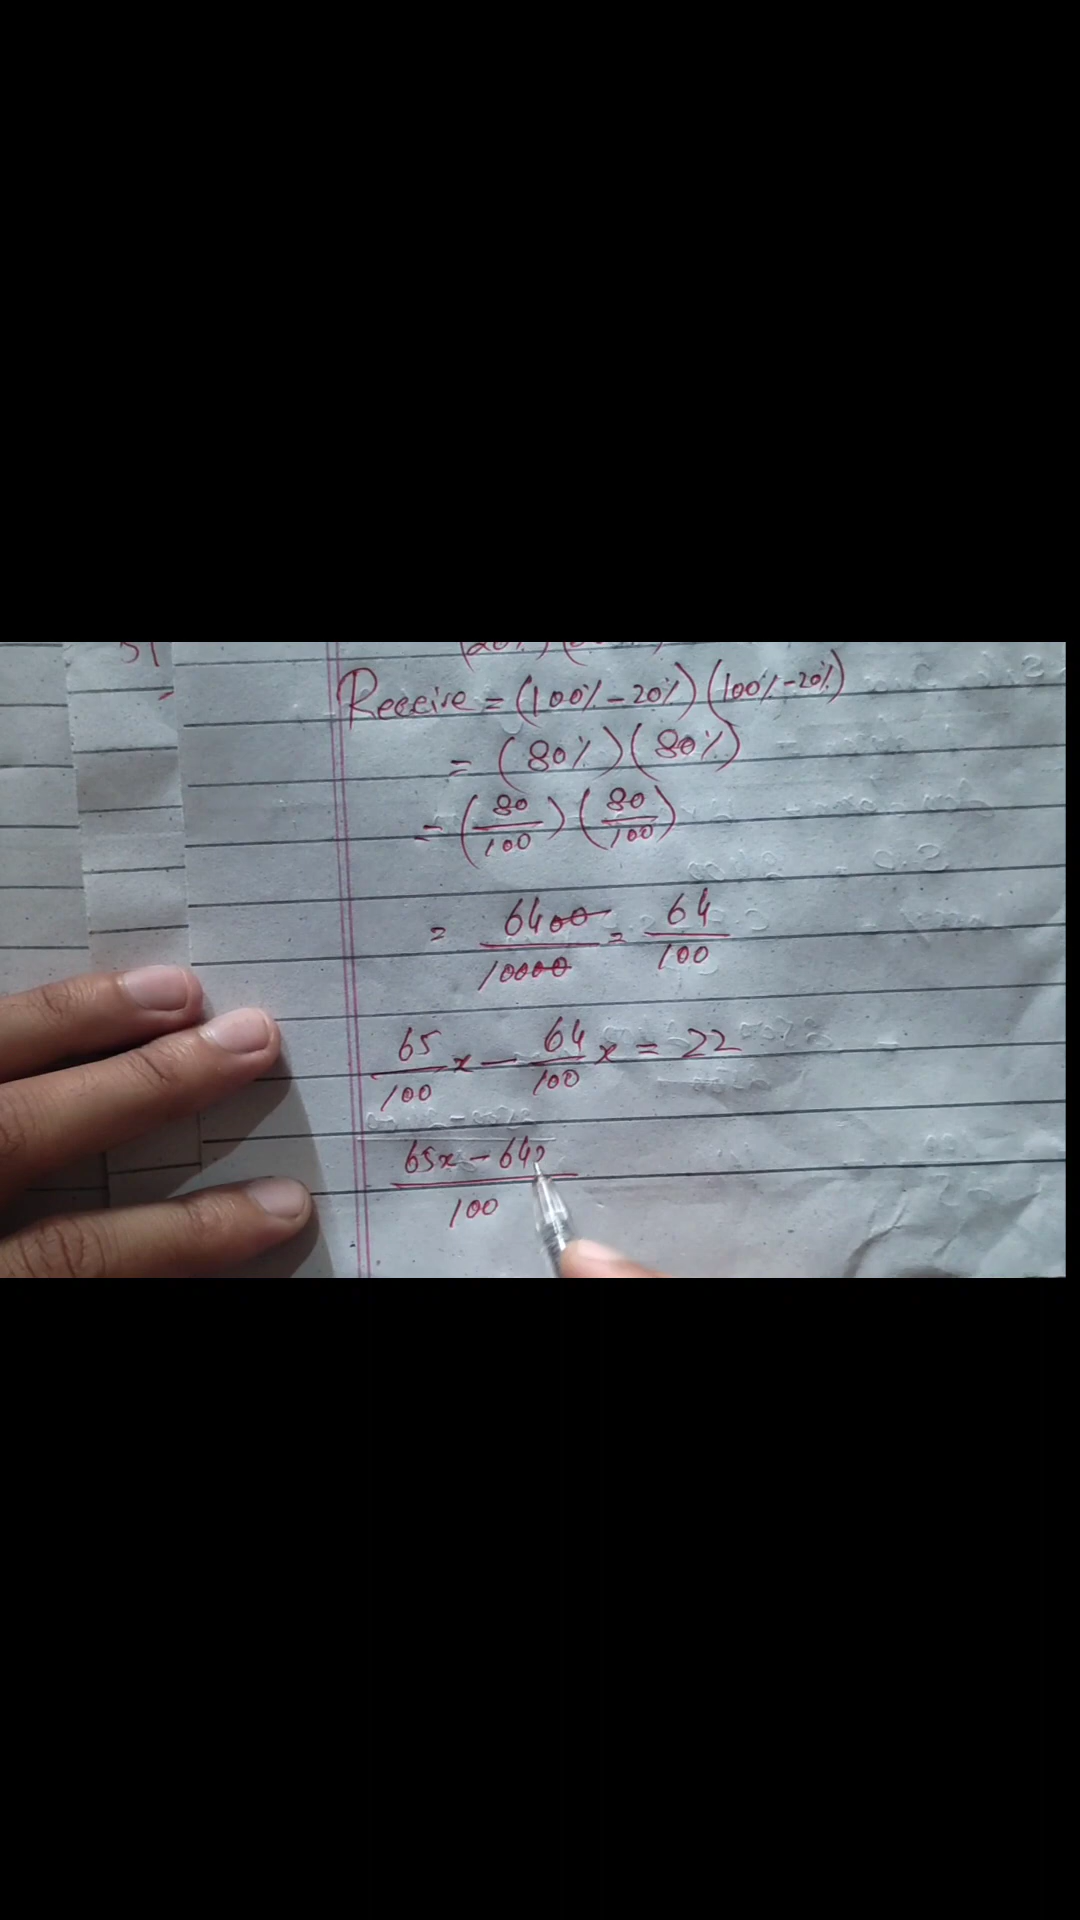 Receive = (100% - 20%) (100% - 20%)
= (80%) (80%)
= (80/100) (80/100)
= 6400/10000 = 64/100
65/100 x - 64/100 x = 22
65x - 64x/100